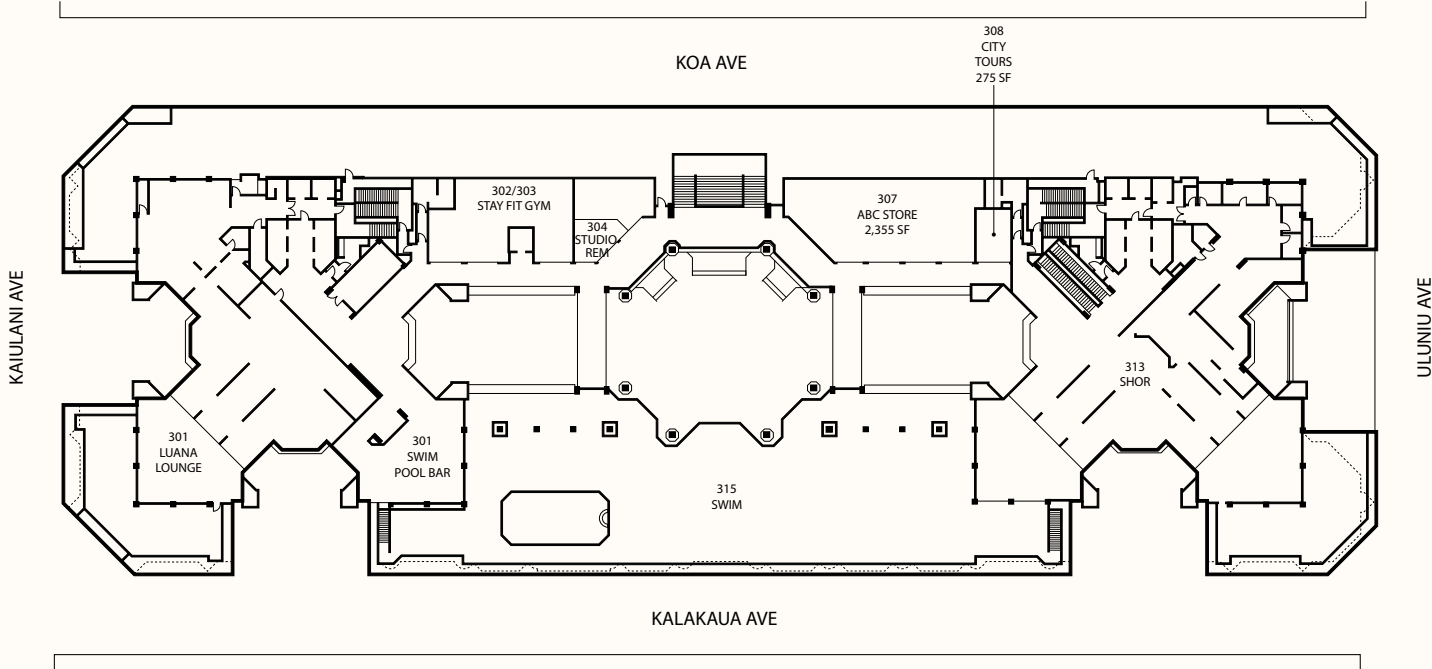 308
CITY
TOURS
275 SF
KOA AVE
302/303
STAY FIT GYM
304
STUDIO
REM
307
ABC STORE
2,355 SF
KAIULANI AVE
ULUNIU AVE
313
SHOR
301
LUANA
LOUNGE
301
SWIM
POOL BAR
315
SWIM
KALAKAUA AVE